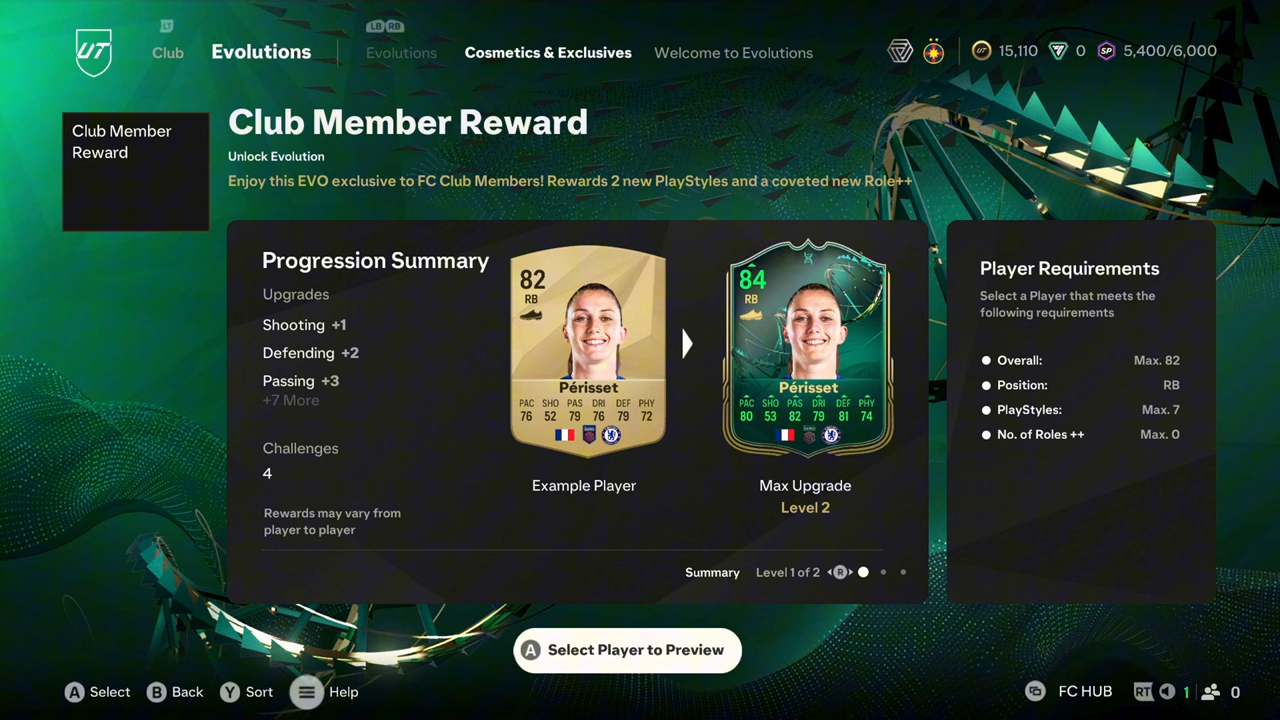 LT
LB RB
UT
Club
Evolutions
Evolutions
Cosmetics & Exclusives
Welcome to Evolutions
UT
15,110
0
SP
5,400/6,000
Club Member
Reward
Club Member Reward
Unlock Evolution
Enjoy this EVO exclusive to FC Club Members! Rewards 2 new PlayStyles and a coveted new Role++
Progression Summary
Upgrades
Shooting +1
Defending +2
Passing +3
+7 More
Challenges
4
Rewards may vary from
player to player
82
RB
Périsset
PAC SHO PAS DRI DEF PHY
76 52 79 76 79 72
Example Player
84
RB
Périsset
PAC SHO PAS DRI DEF PHY
80 53 82 79 81 74
Max Upgrade
Level 2
Summary
Level 1 of 2
R
Player Requirements
Select a Player that meets the
following requirements
Overall: Max. 82
Position: RB
PlayStyles: Max. 7
No. of Roles ++ Max. 0
A Select Player to Preview
A Select
B Back
Y Sort
Help
FC HUB
RT
1
0